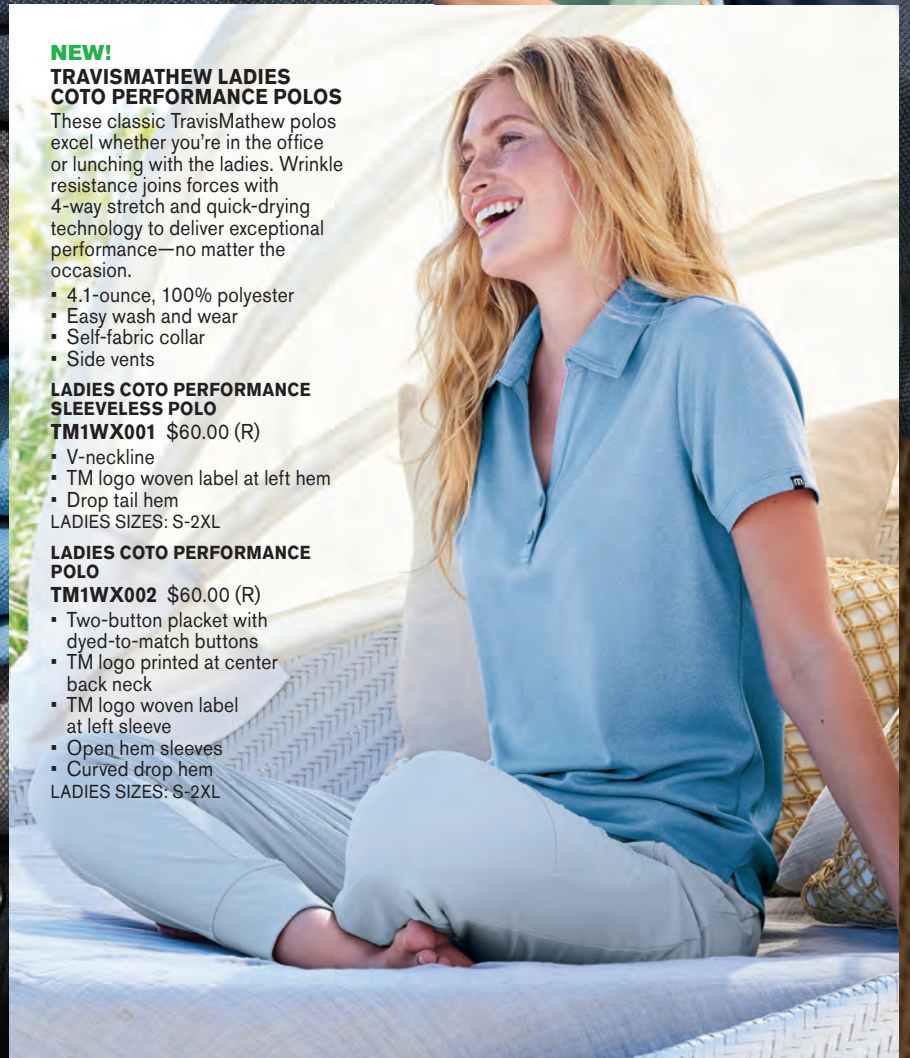 NEW!
TRAVISMATHEW LADIES
COTO PERFORMANCE POLOS
These classic TravisMathew polos
excel whether you’re in the office
or lunching with the ladies. Wrinkle
resistance joins forces with
4-way stretch and quick-drying
technology to deliver exceptional
performance—no matter the
occasion.
▪ 4.1-ounce, 100% polyester
▪ Easy wash and wear
▪ Self-fabric collar
▪ Side vents
LADIES COTO PERFORMANCE
SLEEVELESS POLO
TM1WX001 $60.00 (R)
▪ V-neckline
▪ TM logo woven label at left hem
▪ Drop tail hem
LADIES SIZES: S-2XL
LADIES COTO PERFORMANCE
POLO
TM1WX002 $60.00 (R)
▪ Two-button placket with
dyed-to-match buttons
▪ TM logo printed at center
back neck
▪ TM logo woven label
at left sleeve
▪ Open hem sleeves
▪ Curved drop hem
LADIES SIZES: S-2XL